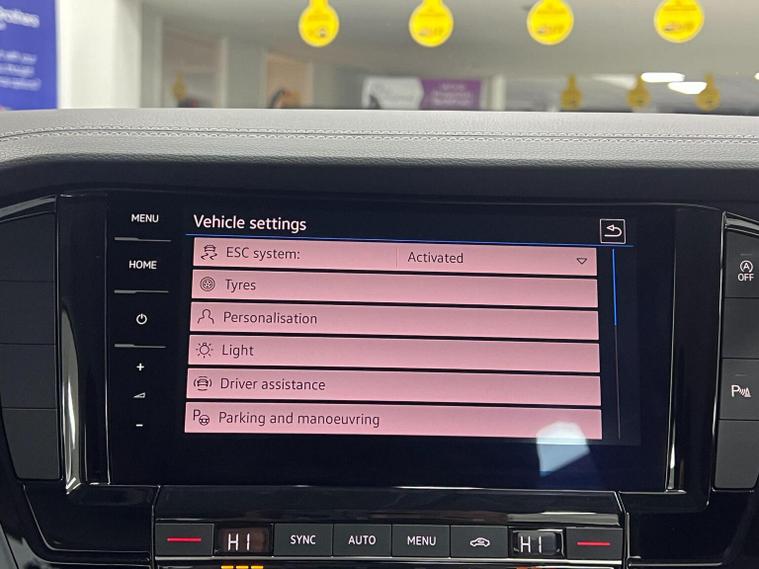 MENU
Vehicle settings
HOME
ESC system: Activated
Tyres
Personalisation
Light
Driver assistance
Parking and manoeuvring
+
-
A
OFF
P
HI SYNC AUTO MENU HI